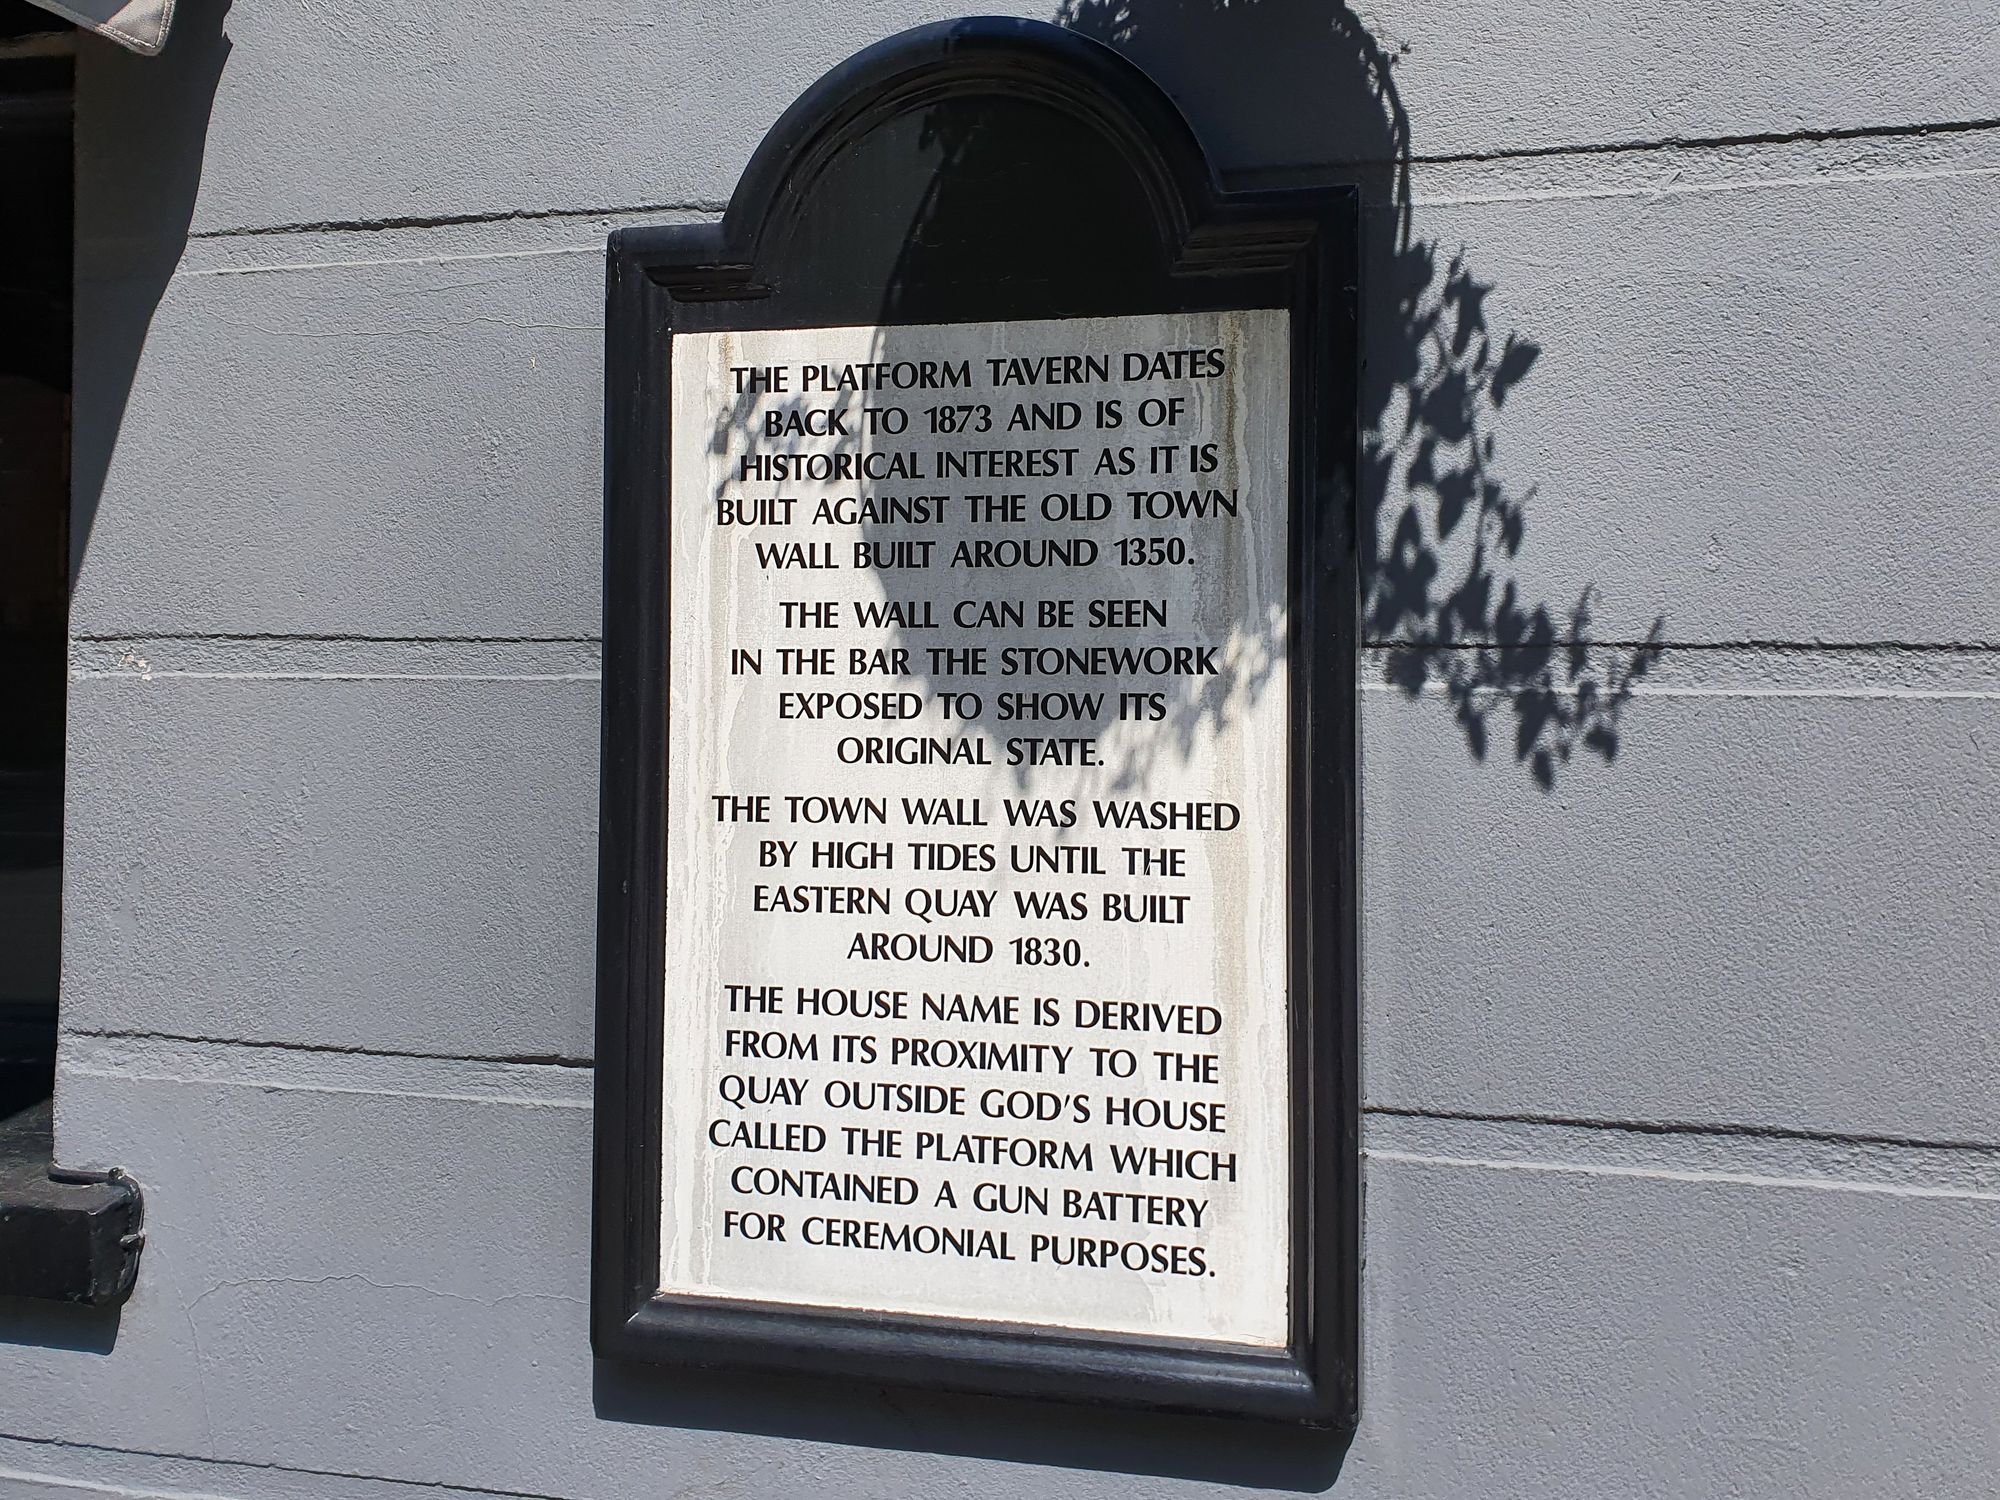 THE PLATFORM TAVERN DATES
BACK TO 1873 AND IS OF
HISTORICAL INTEREST AS IT IS
BUILT AGAINST THE OLD TOWN
WALL BUILT AROUND 1350.
THE WALL CAN BE SEEN
IN THE BAR THE STONEWORK
EXPOSED TO SHOW ITS
ORIGINAL STATE.
THE TOWN WALL WAS WASHED
BY HIGH TIDES UNTIL THE
EASTERN QUAY WAS BUILT
AROUND 1830.
THE HOUSE NAME IS DERIVED
FROM ITS PROXIMITY TO THE
QUAY OUTSIDE GOD'S HOUSE
CALLED THE PLATFORM WHICH
CONTAINED A GUN BATTERY
FOR CEREMONIAL PURPOSES.